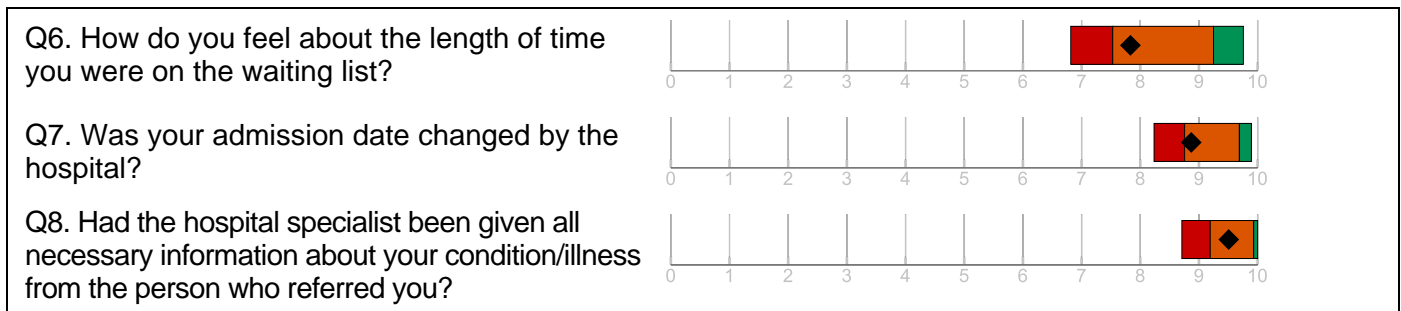 Q6. How do you feel about the length of time
you were on the waiting list?
0 1 2 3 4 5 6 7 8 9 10
Q7. Was your admission date changed by the
hospital?
0 1 2 3 4 5 6 7 8 9 10
Q8. Had the hospital specialist been given all
necessary information about your condition/illness
from the person who referred you?
0 1 2 3 4 5 6 7 8 9 10